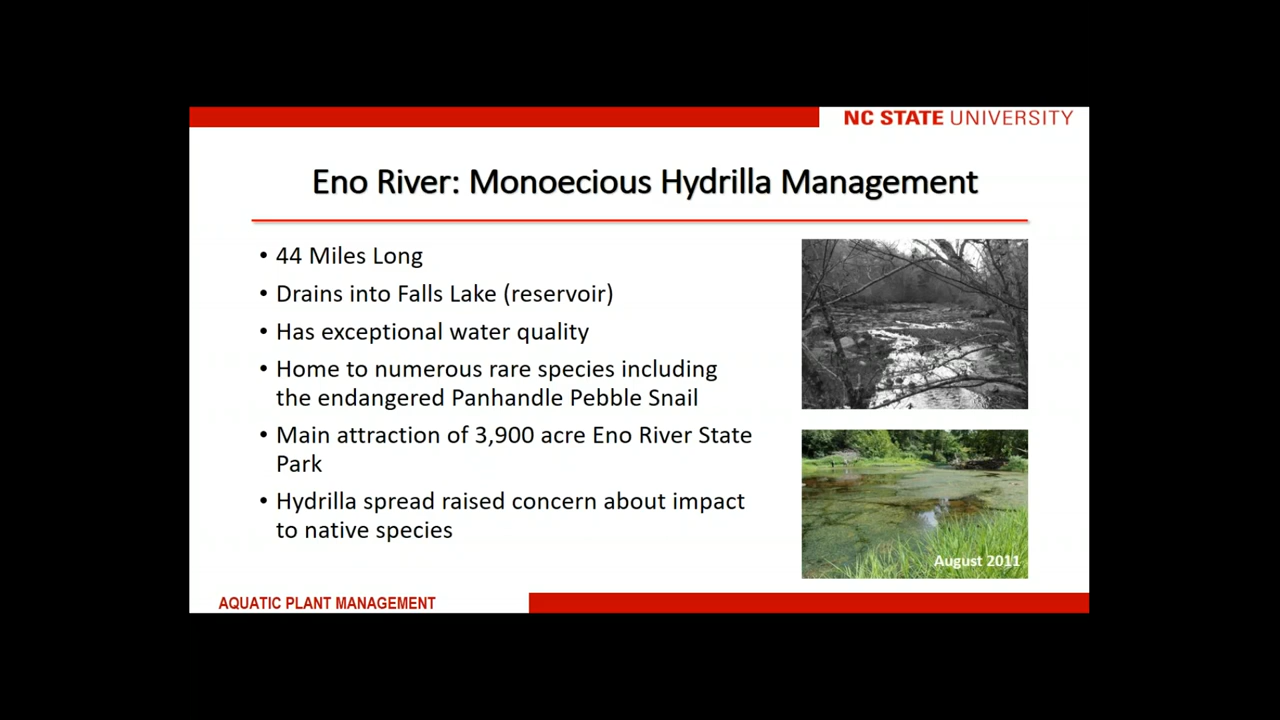 NC STATE UNIVERSITY
Eno River: Monoecious Hydrilla Management
• 44 Miles Long
• Drains into Falls Lake (reservoir)
• Has exceptional water quality
• Home to numerous rare species including
the endangered Panhandle Pebble Snail
• Main attraction of 3,900 acre Eno River State
Park
• Hydrilla spread raised concern about impact
to native species
August 2011
AQUATIC PLANT MANAGEMENT